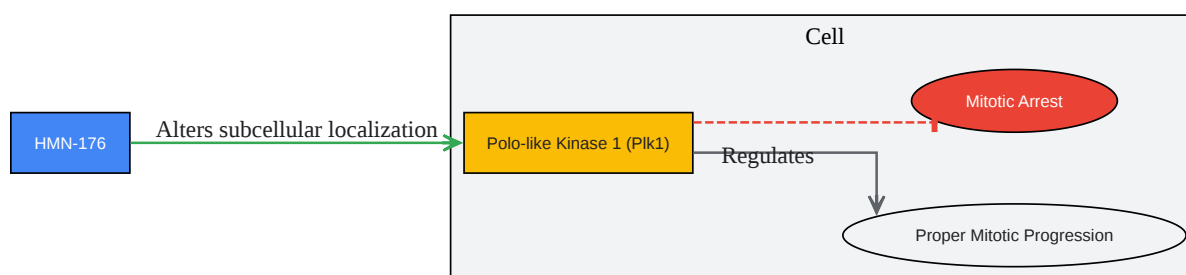 Cell
Mitotic Arrest
HMN-176
Alters subcellular localization
Polo-like Kinase 1 (Plk1)
Regulates
Proper Mitotic Progression